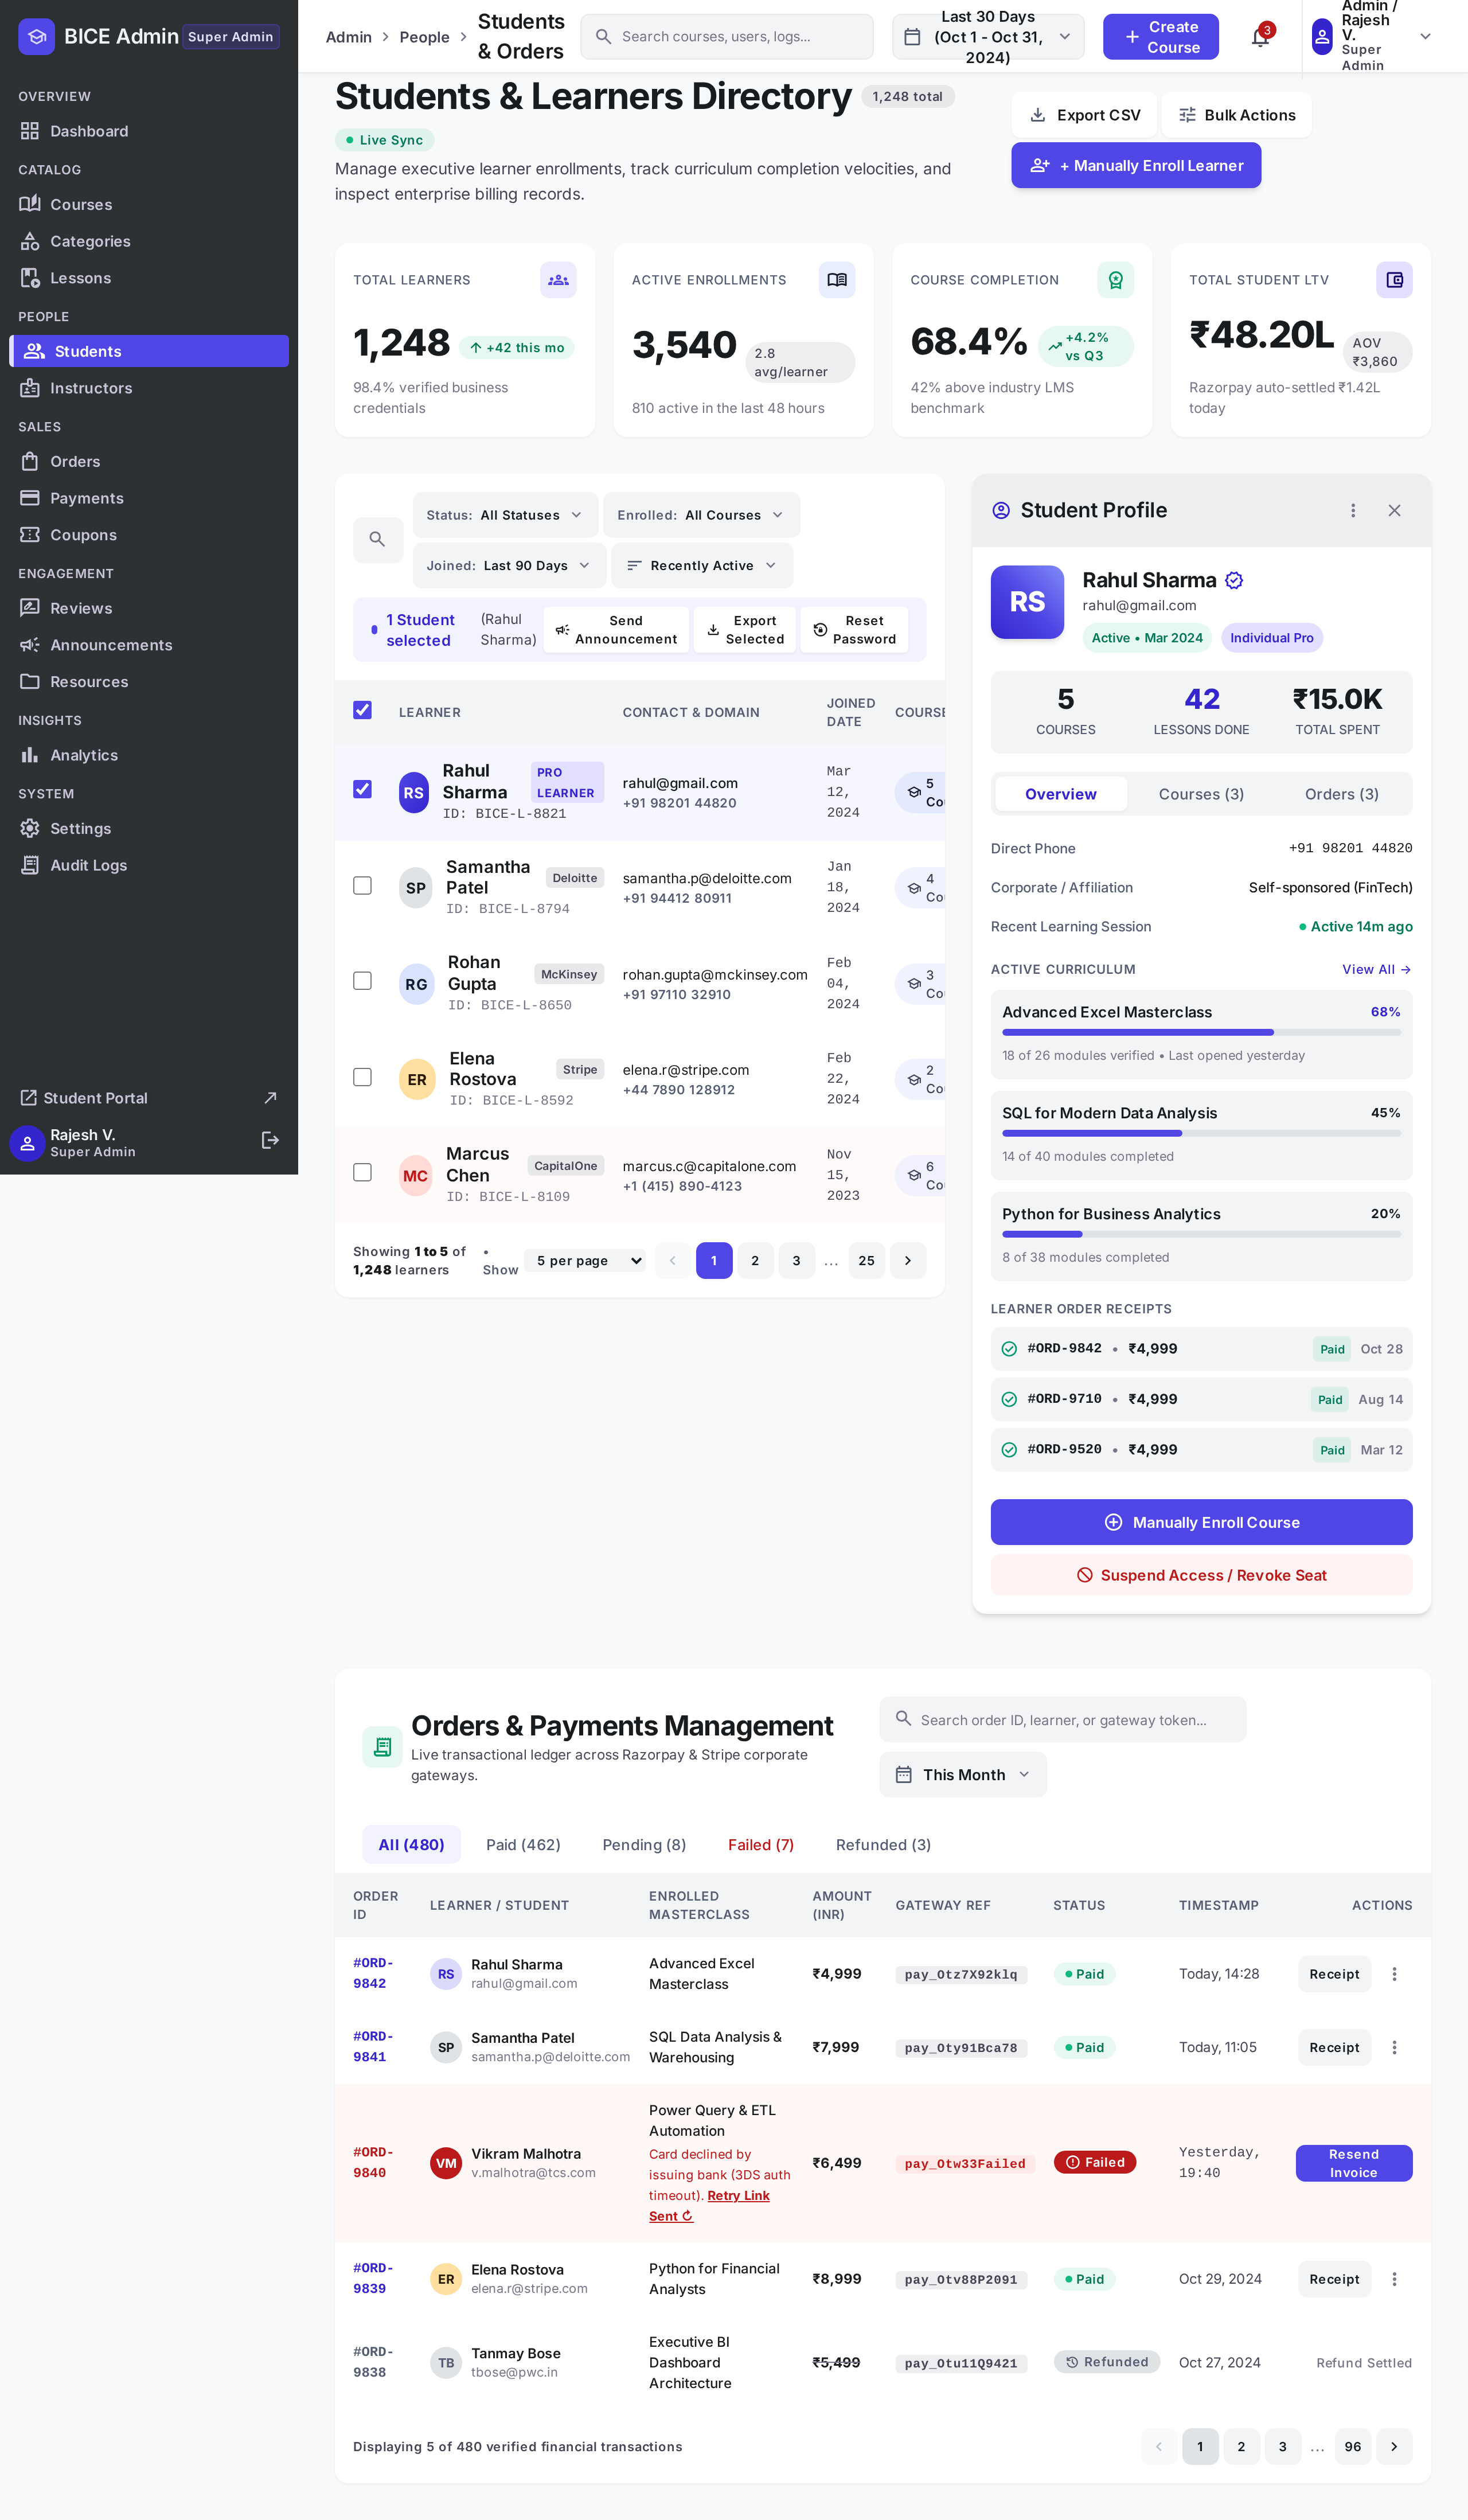 BICE Admin Super Admin
OVERVIEW
Dashboard
CATALOG
Courses
Categories
Lessons
PEOPLE
Students
Instructors
SALES
Orders
Payments
Coupons
ENGAGEMENT
Reviews
Announcements
Resources
INSIGHTS
Analytics
SYSTEM
Settings
Audit Logs
Student Portal
Rajesh V.
Super Admin
Admin
People
Students
& Orders
Search courses, users, logs...
Last 30 Days
(Oct 1 - Oct 31,
2024)
Create
Course
3
Admin /
Rajesh
V.
Super
Admin
Students & Learners Directory 1,248 total
Live Sync
Manage executive learner enrollments, track curriculum completion velocities, and
inspect enterprise billing records.
Export CSV
Bulk Actions
+ Manually Enroll Learner
TOTAL LEARNERS
1,248 +42 this mo
98.4% verified business
credentials
ACTIVE ENROLLMENTS
3,540 2.8
avg/learner
810 active in the last 48 hours
COURSE COMPLETION
68.4% +4.2%
vs Q3
42% above industry LMS
benchmark
TOTAL STUDENT LTV
₹48.20L AOV
₹3,860
Razorpay auto-settled ₹1.42L
today
Status: All Statuses
Enrolled: All Courses
Joined: Last 90 Days
Recently Active
1 Student
selected
(Rahul
Sharma)
Send
Announcement
Export
Selected
Reset
Password
LEARNER
CONTACT & DOMAIN
JOINED
DATE
COURSE
RS
Rahul
Sharma
PRO
LEARNER
ID: BICE-L-8821
rahul@gmail.com
+91 98201 44820
Mar
12,
2024
5
Cou
SP
Samantha
Patel
Deloitte
ID: BICE-L-8794
samantha.p@deloitte.com
+91 94412 80911
Jan
18,
2024
4
Cou
RG
Rohan
Gupta
McKinsey
ID: BICE-L-8650
rohan.gupta@mckinsey.com
+91 97110 32910
Feb
04,
2024
3
Cou
ER
Elena
Rostova
Stripe
ID: BICE-L-8592
elena.r@stripe.com
+44 7890 128912
Feb
22,
2024
2
Cou
MC
Marcus
Chen
CapitalOne
ID: BICE-L-8109
marcus.c@capitalone.com
+1 (415) 890-4123
Nov
15,
2023
6
Cou
Showing 1 to 5 of
1,248 learners
•
Show
5 per page
1 2 3 ... 25
Student Profile
RS
Rahul Sharma
rahul@gmail.com
Active • Mar 2024
Individual Pro
5
COURSES
42
LESSONS DONE
₹15.0K
TOTAL SPENT
Overview
Courses (3)
Orders (3)
Direct Phone +91 98201 44820
Corporate / Affiliation Self-sponsored (FinTech)
Recent Learning Session Active 14m ago
ACTIVE CURRICULUM View All →
Advanced Excel Masterclass 68%
18 of 26 modules verified • Last opened yesterday
SQL for Modern Data Analysis 45%
14 of 40 modules completed
Python for Business Analytics 20%
8 of 38 modules completed
LEARNER ORDER RECEIPTS
#ORD-9842 • ₹4,999 Paid Oct 28
#ORD-9710 • ₹4,999 Paid Aug 14
#ORD-9520 • ₹4,999 Paid Mar 12
Manually Enroll Course
Suspend Access / Revoke Seat
Orders & Payments Management
Live transactional ledger across Razorpay & Stripe corporate
gateways.
Search order ID, learner, or gateway token...
This Month
All (480)
Paid (462)
Pending (8)
Failed (7)
Refunded (3)
ORDER
ID
LEARNER / STUDENT
ENROLLED
MASTERCLASS
AMOUNT
(INR)
GATEWAY REF
STATUS
TIMESTAMP
ACTIONS
#ORD-
9842
RS
Rahul Sharma
rahul@gmail.com
Advanced Excel
Masterclass
₹4,999
pay_Otz7X92klq
Paid
Today, 14:28
Receipt
#ORD-
9841
SP
Samantha Patel
samantha.p@deloitte.com
SQL Data Analysis &
Warehousing
₹7,999
pay_Oty91Bca78
Paid
Today, 11:05
Receipt
#ORD-
9840
VM
Vikram Malhotra
v.malhotra@tcs.com
Power Query & ETL
Automation
Card declined by
issuing bank (3DS auth
timeout). Retry Link
Sent ↻
₹6,499
pay_Otw33Failed
Failed
Yesterday,
19:40
Resend
Invoice
#ORD-
9839
ER
Elena Rostova
elena.r@stripe.com
Python for Financial
Analysts
₹8,999
pay_Otv88P2091
Paid
Oct 29, 2024
Receipt
#ORD-
9838
TB
Tanmay Bose
tbose@pwc.in
Executive BI
Dashboard
Architecture
₹5,499
pay_Otu11Q9421
Refunded
Oct 27, 2024
Refund Settled
Displaying 5 of 480 verified financial transactions
1 2 3 ... 96